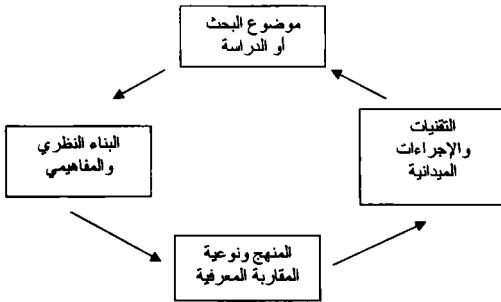 موضوع البحث
أو الدراسة
التقنيات
والإجراءات
الميدانية
البناء النظري
والمفاهيمي
المنهج ونوعية
المقاربة المعرفية